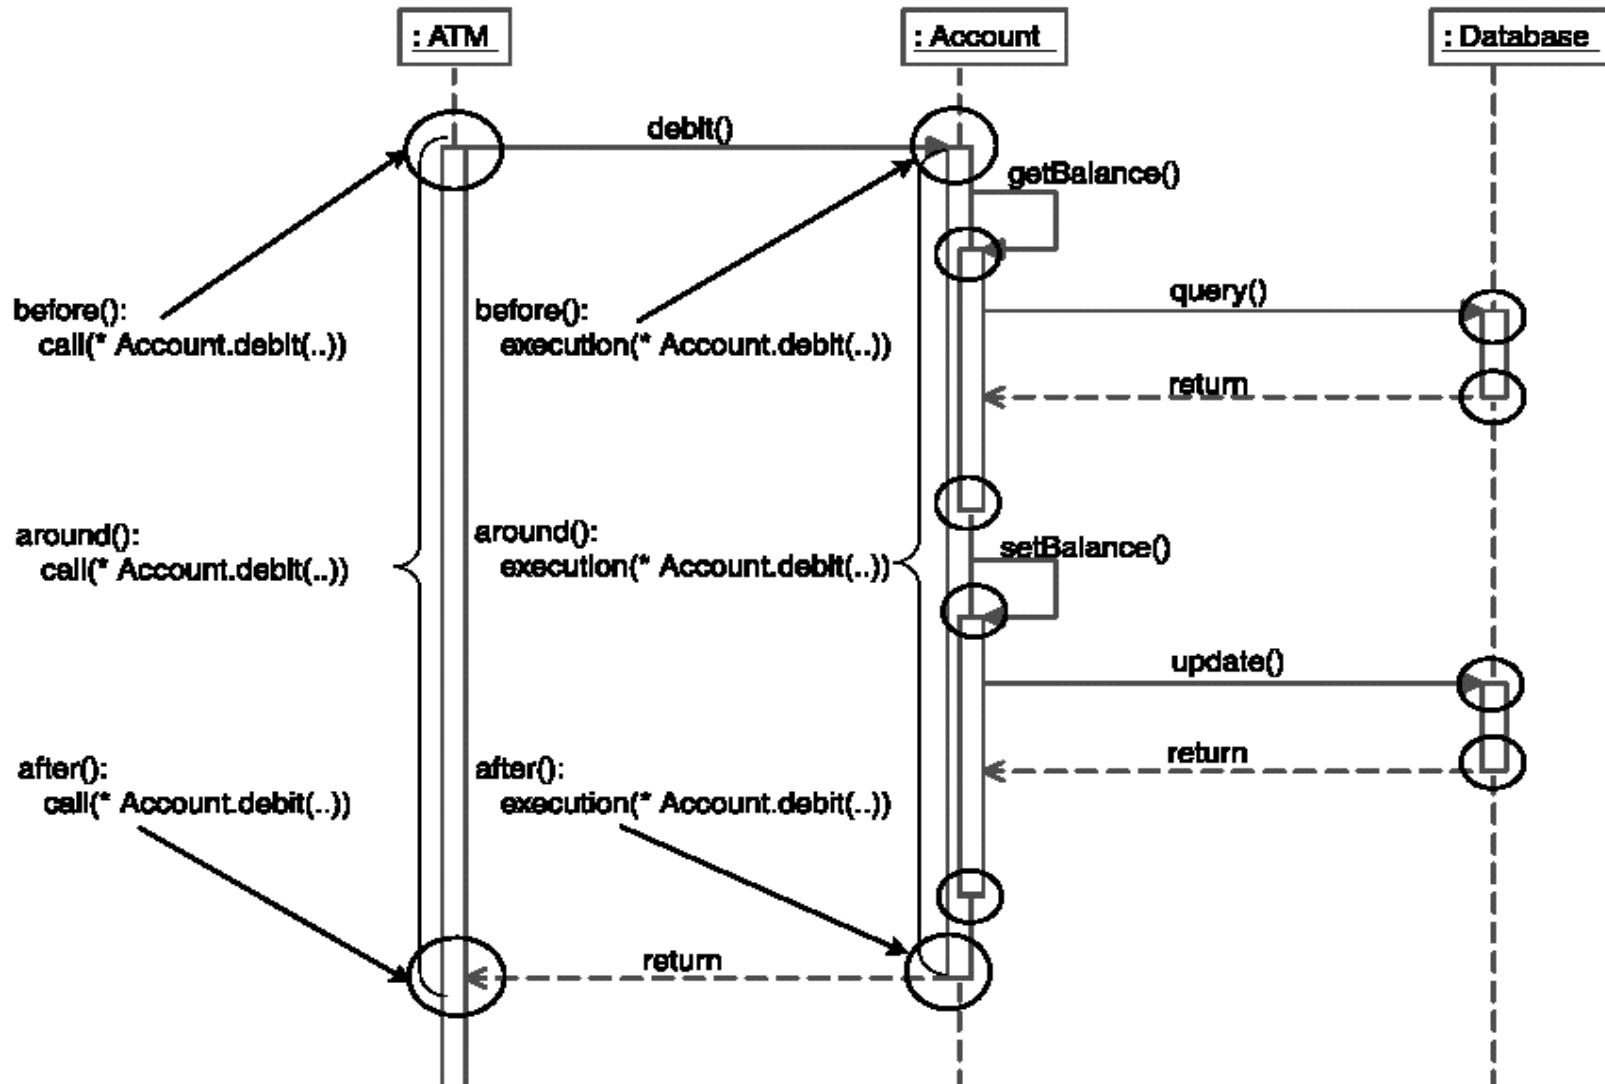 : ATM
: Account
: Database
debit()
getBalance()
before():
call(* Account.debit(..))
before():
execution(* Account.debit(..))
query()
return
around():
call(* Account.debit(..))
around():
execution(* Account.debit(..))
setBalance()
update()
return
after():
call(* Account.debit(..))
after():
execution(* Account.debit(..))
return